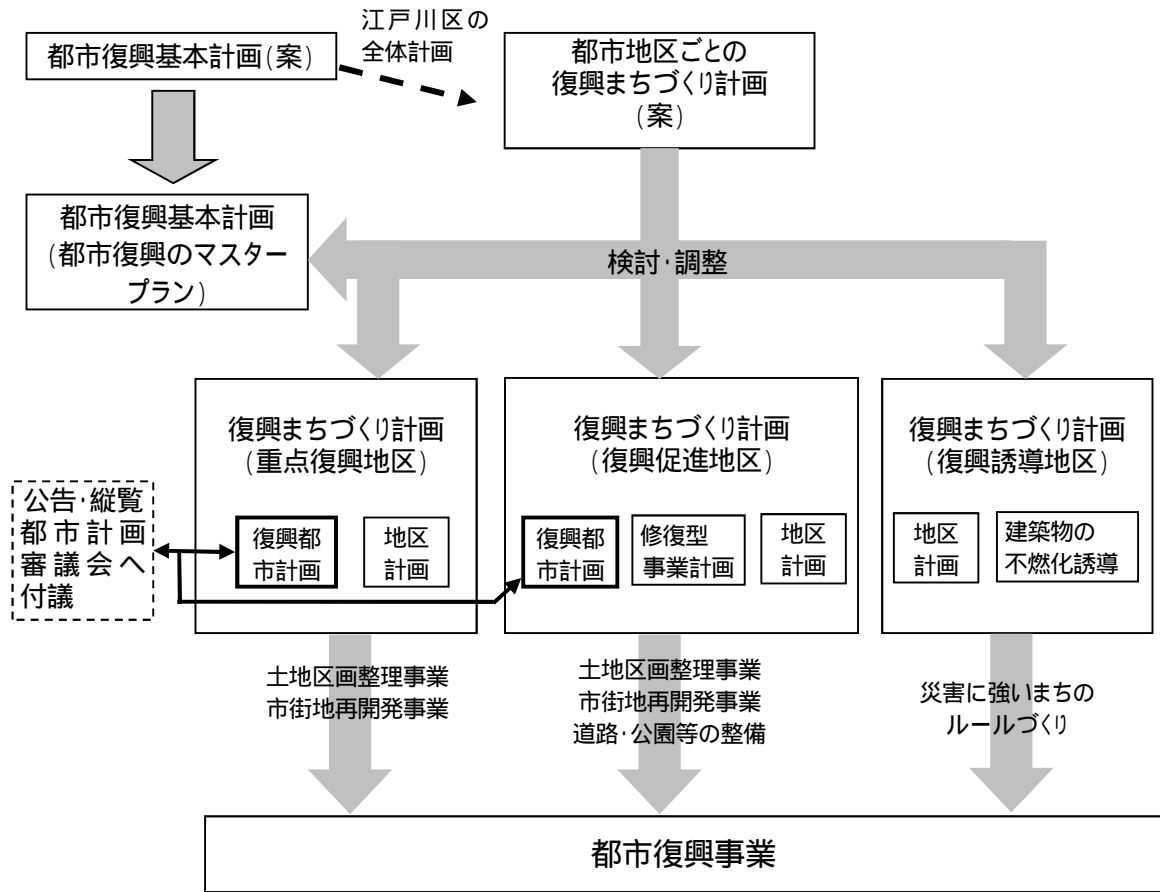 江戸川区の
全体計画
都市復興基本計画(案)
都市地区ごとの
復興まちづくり計画
(案)
都市復興基本計画
(都市復興のマスター
プラン)
検討・調整
復興まちづくり計画
(重点復興地区)
復興都
市計画
地区
計画
復興まちづくり計画
(復興促進地区)
復興都
市計画
修復型
事業計画
地区
計画
復興まちづくり計画
(復興誘導地区)
地区
計画
建築物の
不燃化誘導
公告・縦覧
都市計画
審議会へ
付議
土地区画整理事業
市街地再開発事業
土地区画整理事業
市街地再開発事業
道路・公園等の整備
災害に強いまちの
ルールづくり
都市復興事業